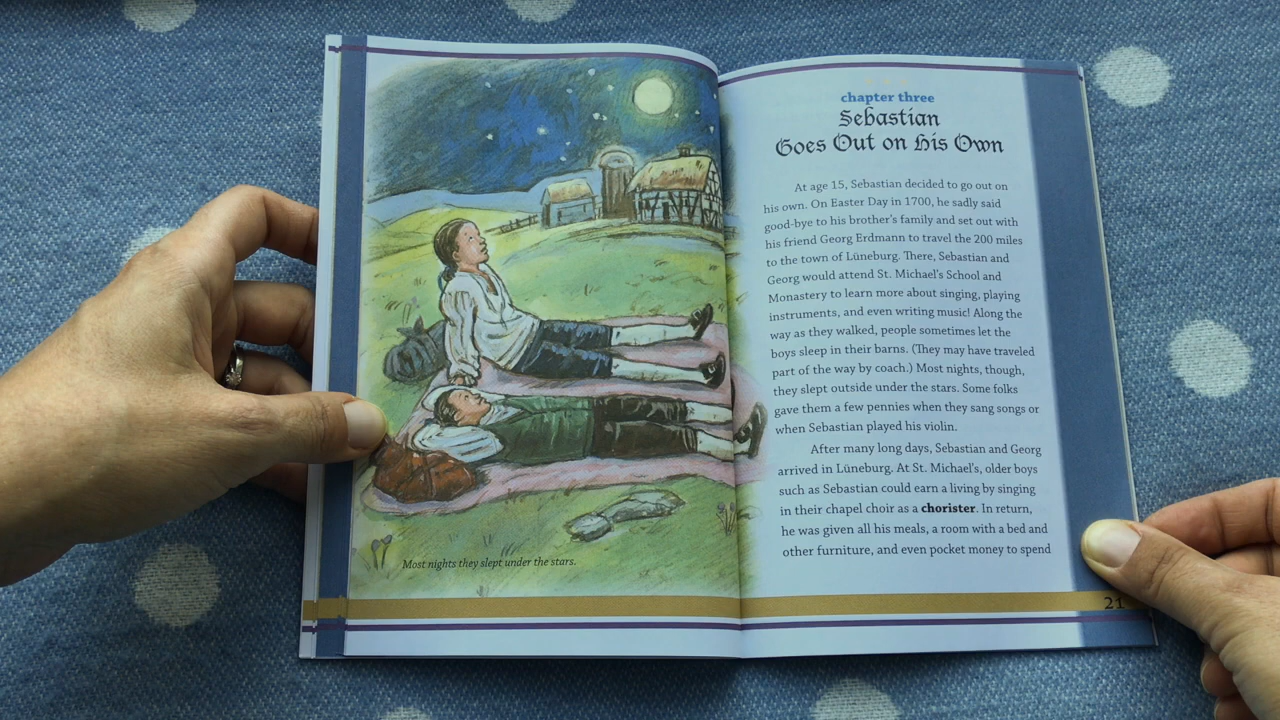 Most nights they slept under the stars.
chapter three
Sebastian
Goes Out on His Own
At age 15, Sebastian decided to go out on
his own. On Easter Day in 1700, he sadly said
good-bye to his brother's family and set out with
his friend Georg Erdmann to travel the 200 miles
to the town of Lüneburg. There, Sebastian and
Georg would attend St. Michael's School and
Monastery to learn more about singing, playing
instruments, and even writing music! Along the
way as they walked, people sometimes let the
boys sleep in their barns. (They may have traveled
part of the way by coach.) Most nights, though,
they slept outside under the stars. Some folks
gave them a few pennies when they sang songs or
when Sebastian played his violin.
After many long days, Sebastian and Georg
arrived in Lüneburg. At St. Michael's, older boys
such as Sebastian could earn a living by singing
in their chapel choir as a chorister. In return,
he was given all his meals, a room with a bed and
other furniture, and even pocket money to spend
21